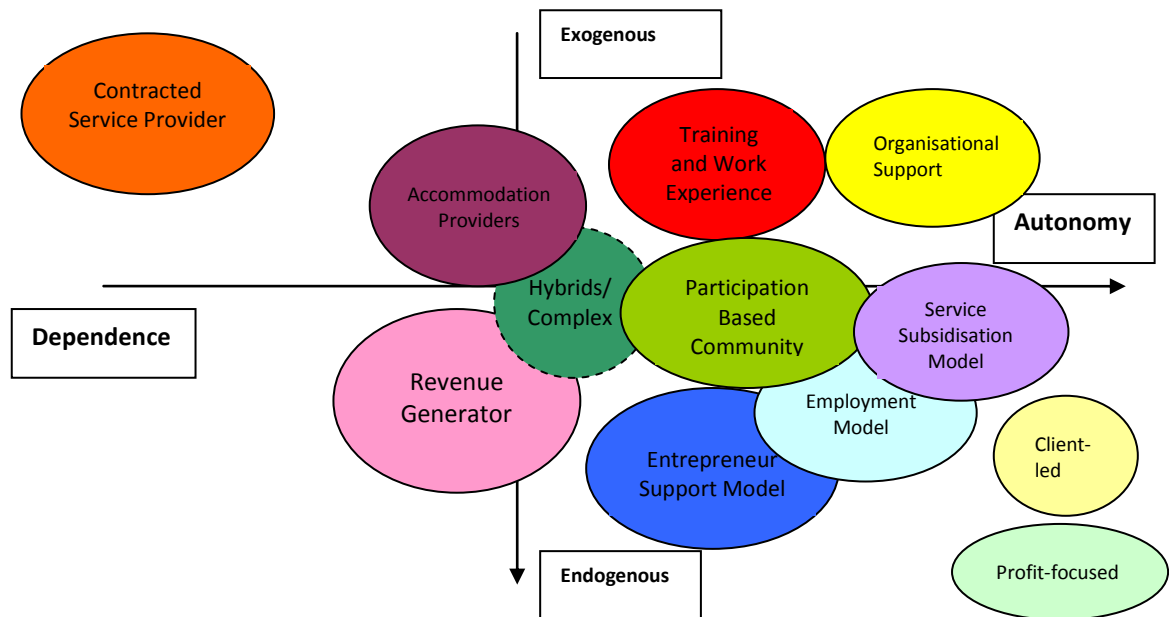 Exogenous
Contracted
Service Provider
Training
and Work
Experience
Organisational
Support
Accommodation
Providers
Autonomy
Dependence
Hybrids/
Complex
Participation
Based
Community
Service
Subsidisation
Model
Revenue
Generator
Employment
Model
Entrepreneur
Support Model
Client-
led
Endogenous
Profit-focused